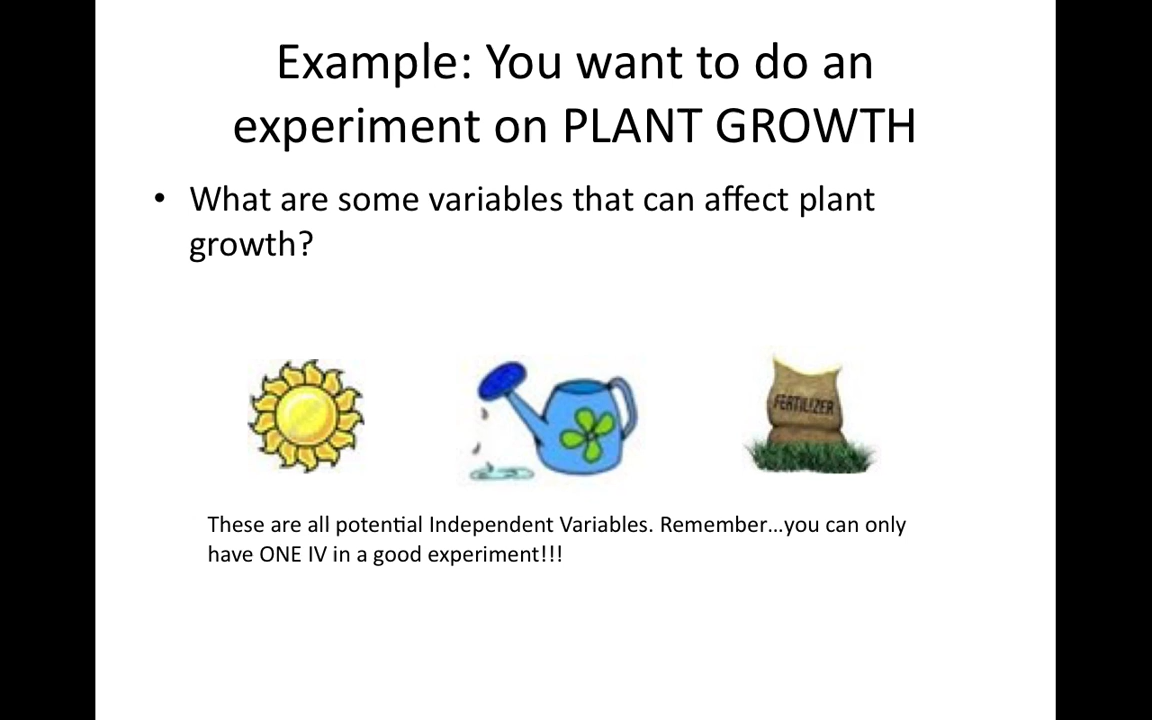 Example: You want to do an
experiment on PLANT GROWTH
• What are some variables that can affect plant
growth?
FERTILIZER
These are all potential Independent Variables. Remember…you can only
have ONE IV in a good experiment!!!